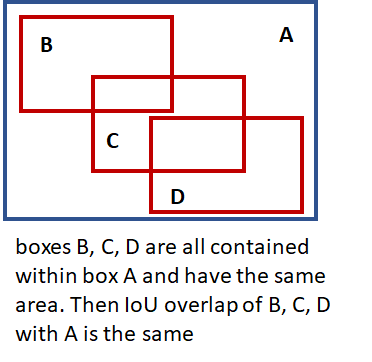 B
A
C
D
boxes B, C, D are all contained
within box A and have the same
area. Then IoU overlap of B, C, D
with A is the same